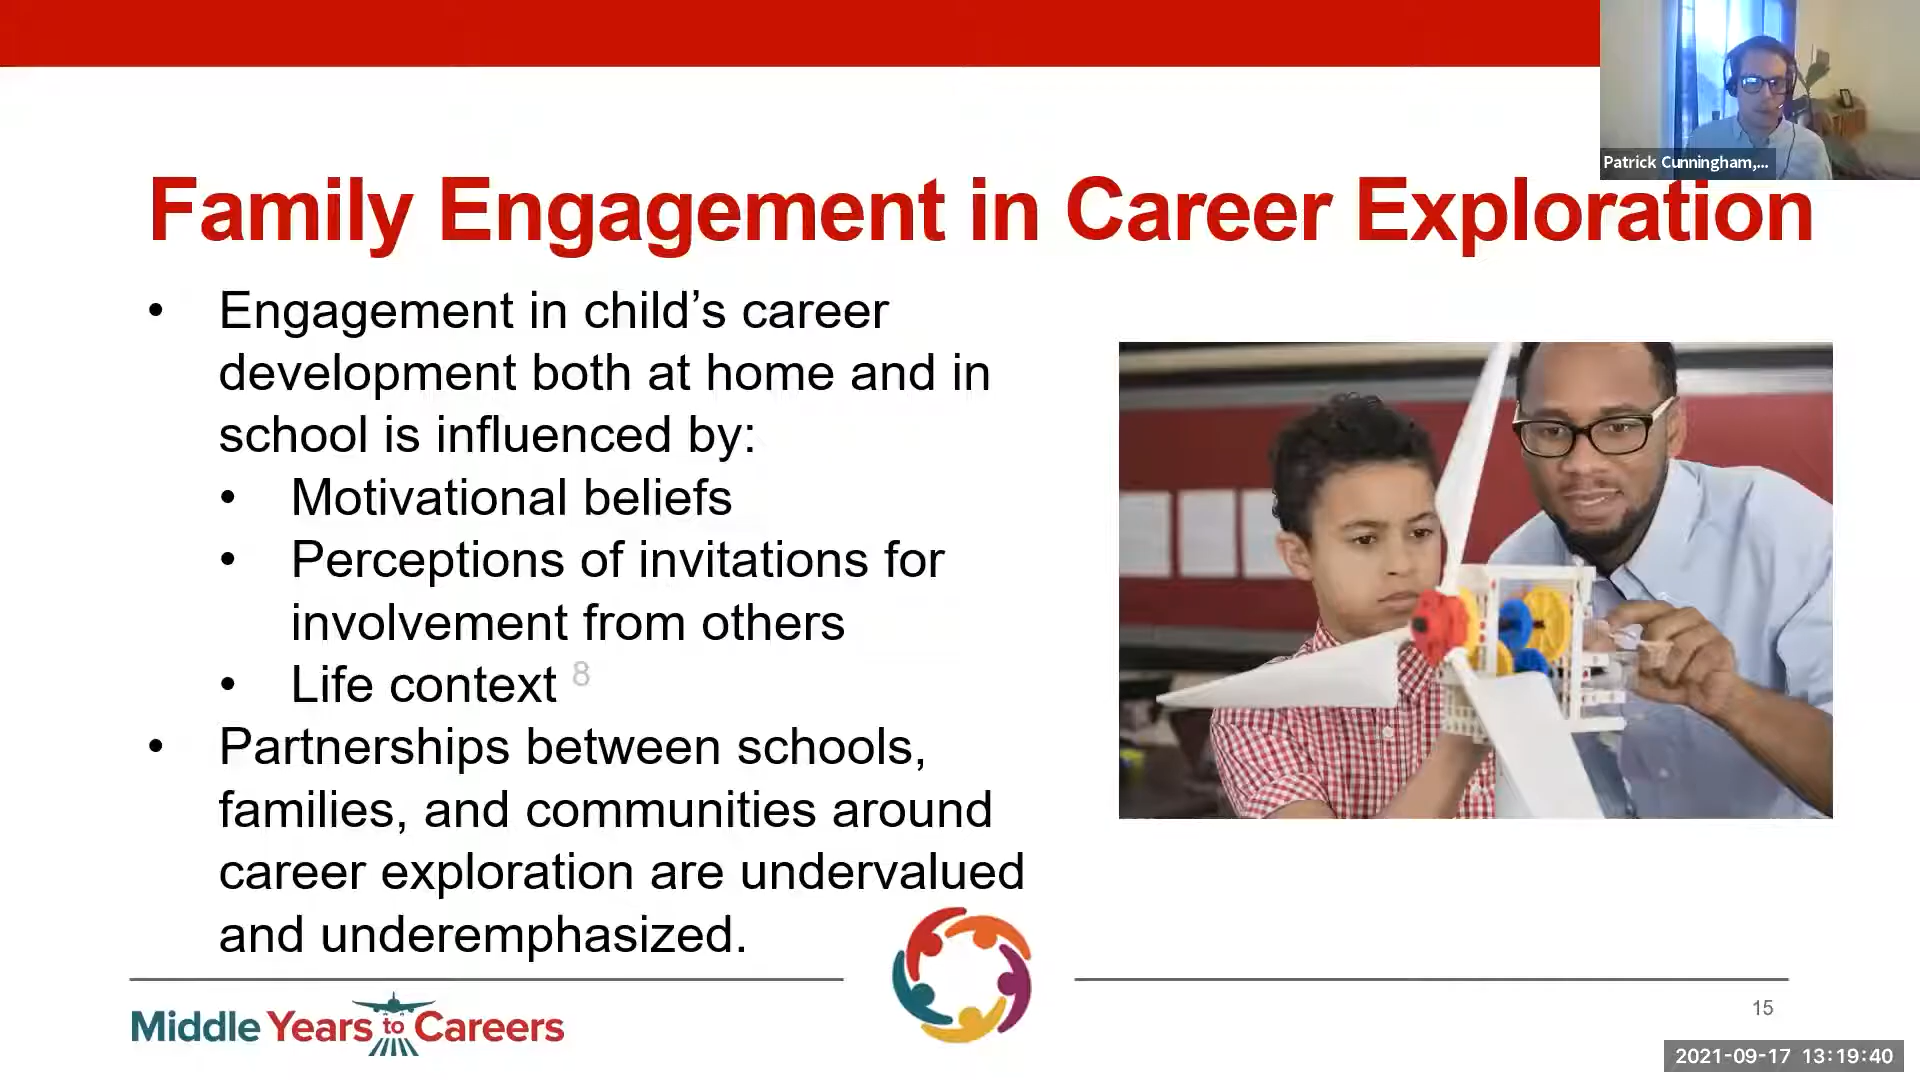 Patrick Cunningham,...
Family Engagement in Career Exploration
• Engagement in child’s career
development both at home and in
school is influenced by:
• Motivational beliefs
• Perceptions of invitations for
involvement from others
• Life context 8
• Partnerships between schools,
families, and communities around
career exploration are undervalued
and underemphasized.
Middle Years to Careers
15
2021-09-17 13:19:40